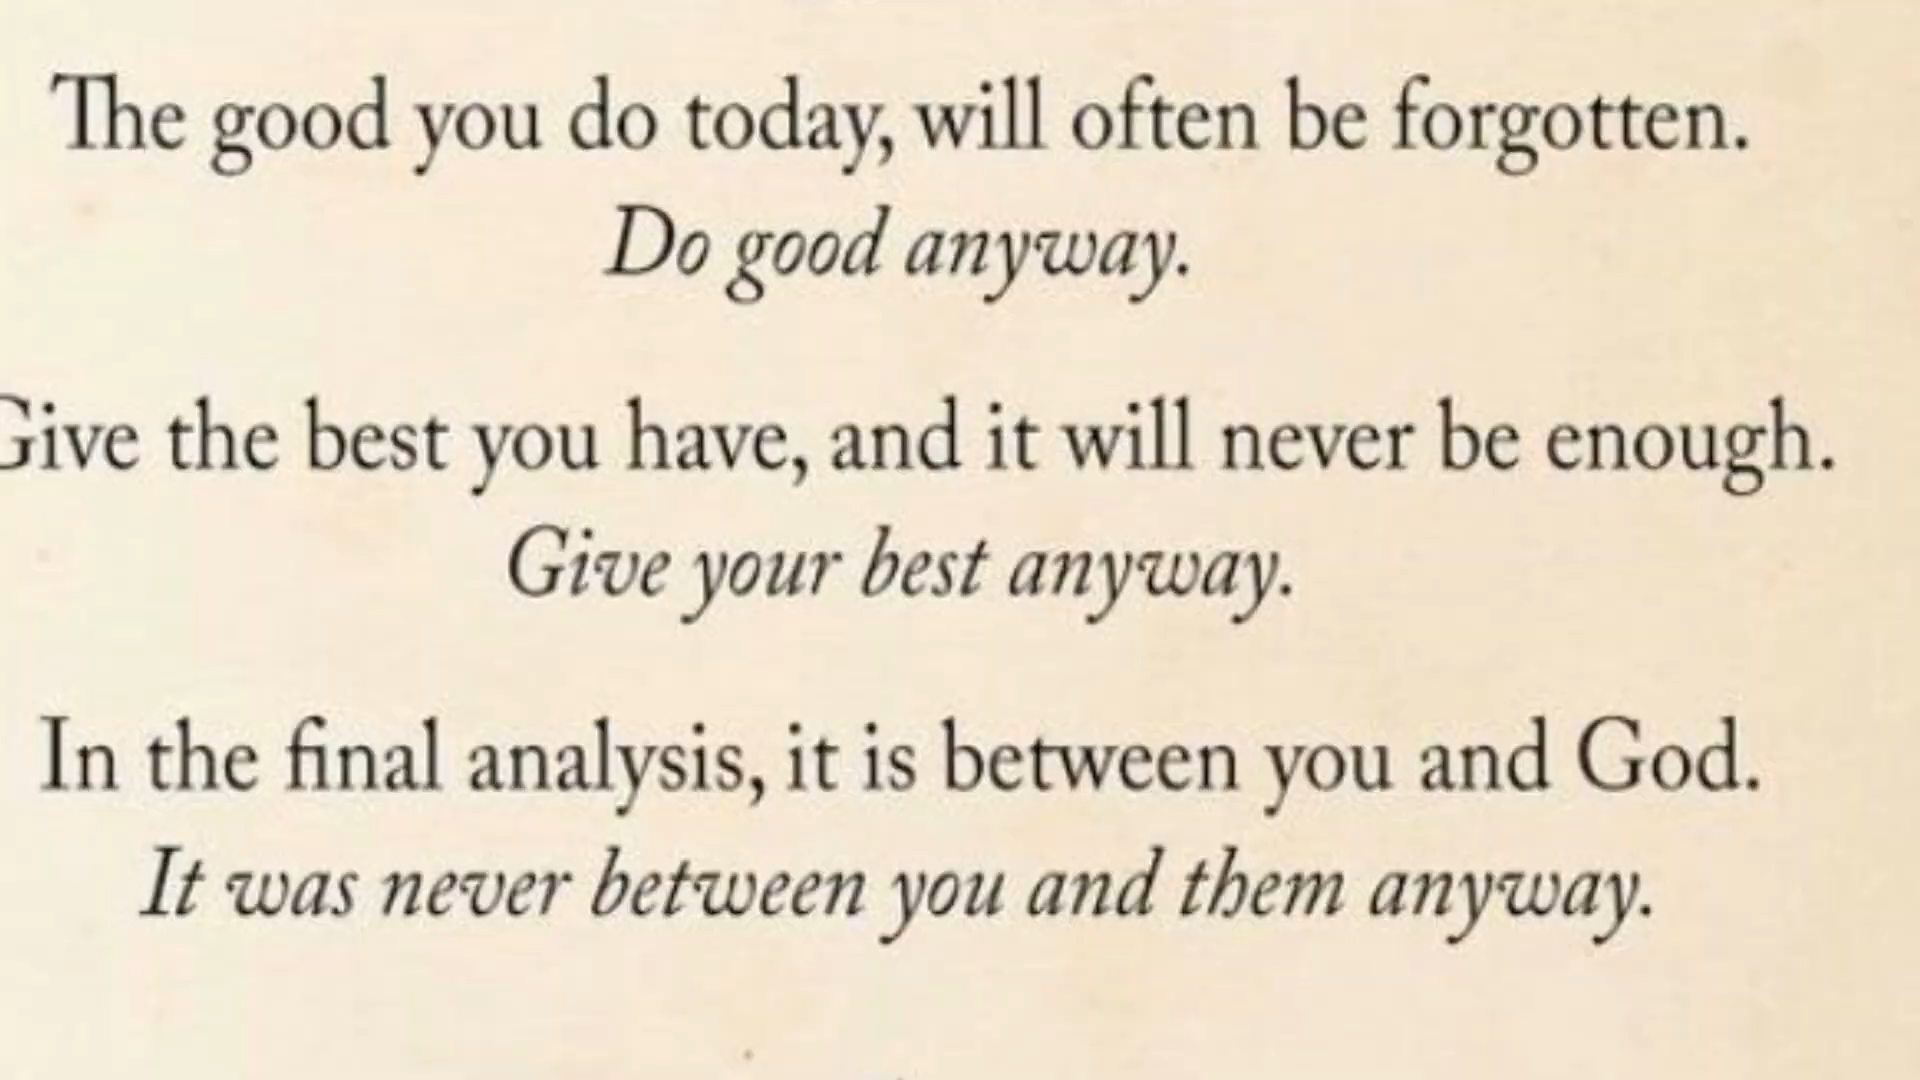 The good you do today, will often be forgotten.
Do good anyway.
Give the best you have, and it will never be enough.
Give your best anyway.
In the final analysis, it is between you and God.
It was never between you and them anyway.